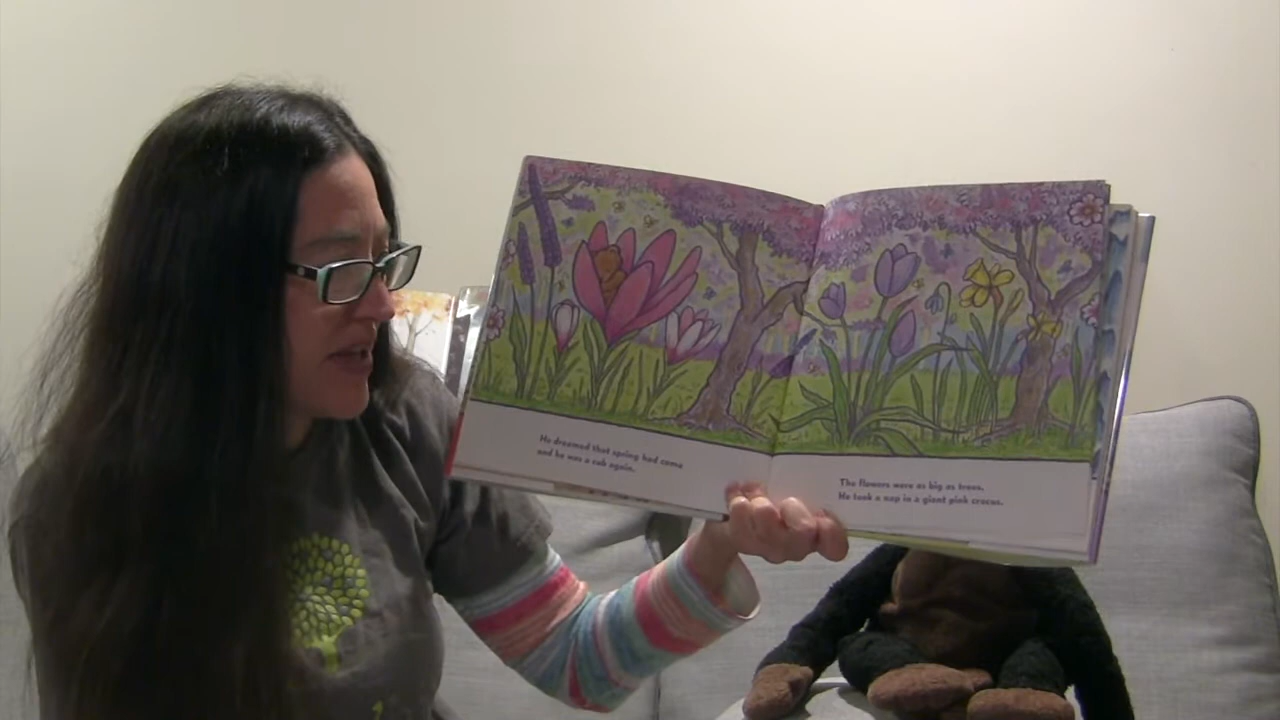 He dreamed that spring had come
and he was a cub again.
The flowers were as big as trees.
He took a nap in a giant pink crocus.